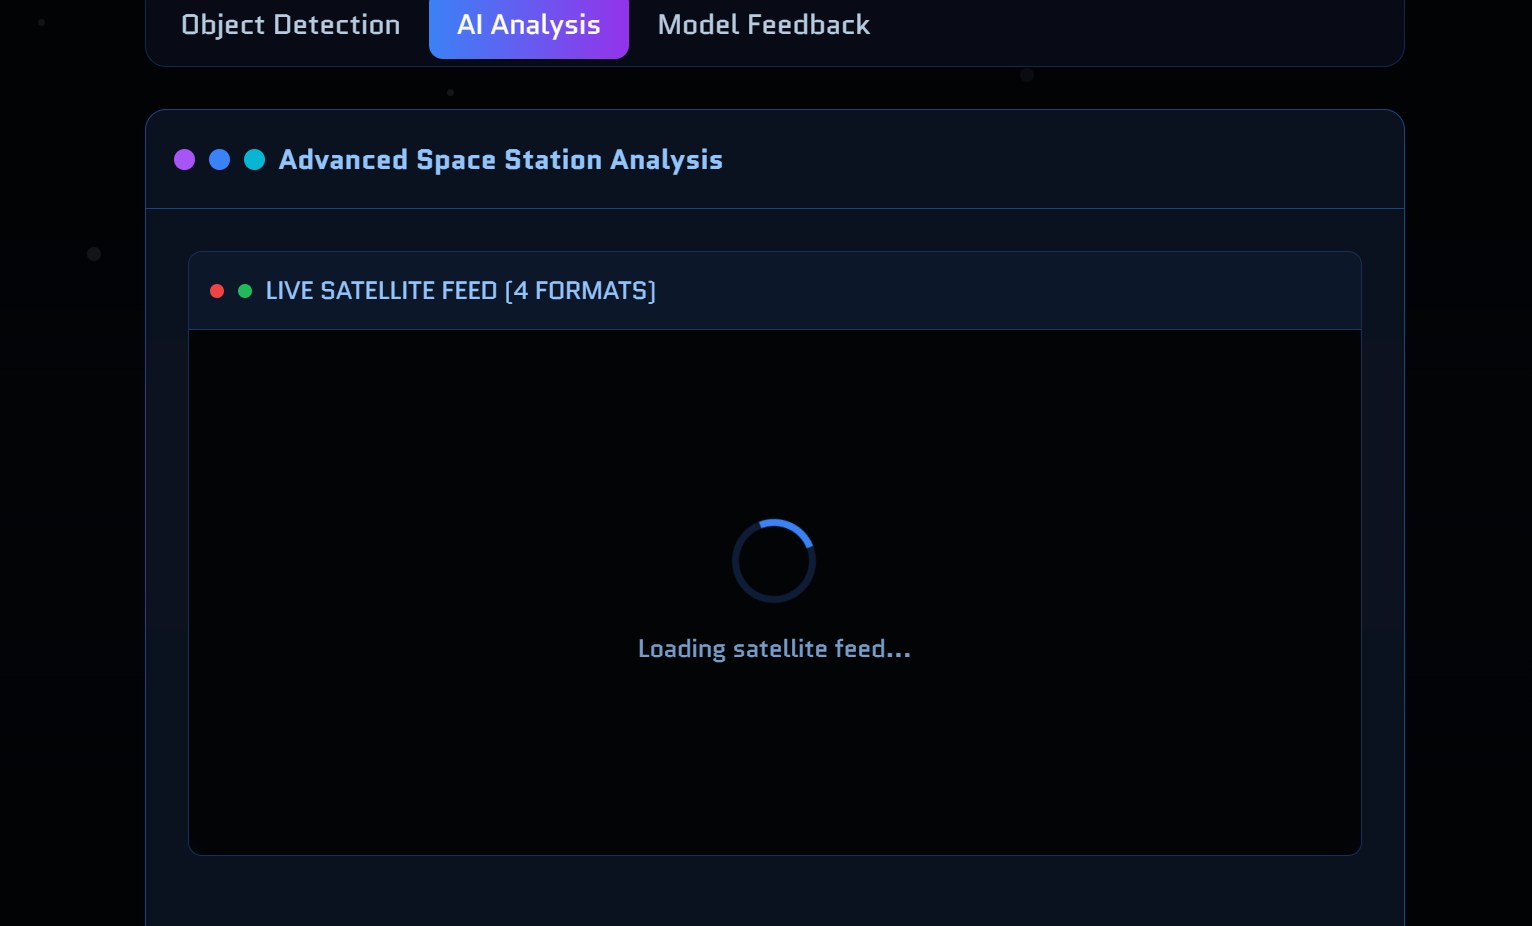 Object Detection
AI Analysis
Model Feedback
Advanced Space Station Analysis
LIVE SATELLITE FEED (4 FORMATS)
Loading satellite feed...